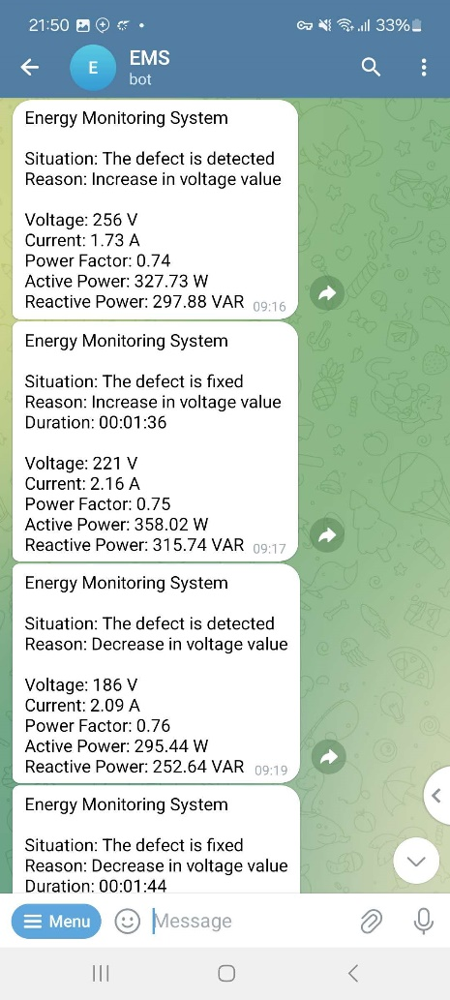 21:50
33%
E
EMS
bot
Energy Monitoring System
Situation: The defect is detected
Reason: Increase in voltage value
Voltage: 256 V
Current: 1.73 A
Power Factor: 0.74
Active Power: 327.73 W
Reactive Power: 297.88 VAR 09:16
Energy Monitoring System
Situation: The defect is fixed
Reason: Increase in voltage value
Duration: 00:01:36
Voltage: 221 V
Current: 2.16 A
Power Factor: 0.75
Active Power: 358.02 W
Reactive Power: 315.74 VAR 09:17
Energy Monitoring System
Situation: The defect is detected
Reason: Decrease in voltage value
Voltage: 186 V
Current: 2.09 A
Power Factor: 0.76
Active Power: 295.44 W
Reactive Power: 252.64 VAR 09:19
Energy Monitoring System
Situation: The defect is fixed
Reason: Decrease in voltage value
Duration: 00:01:44
Menu
Message